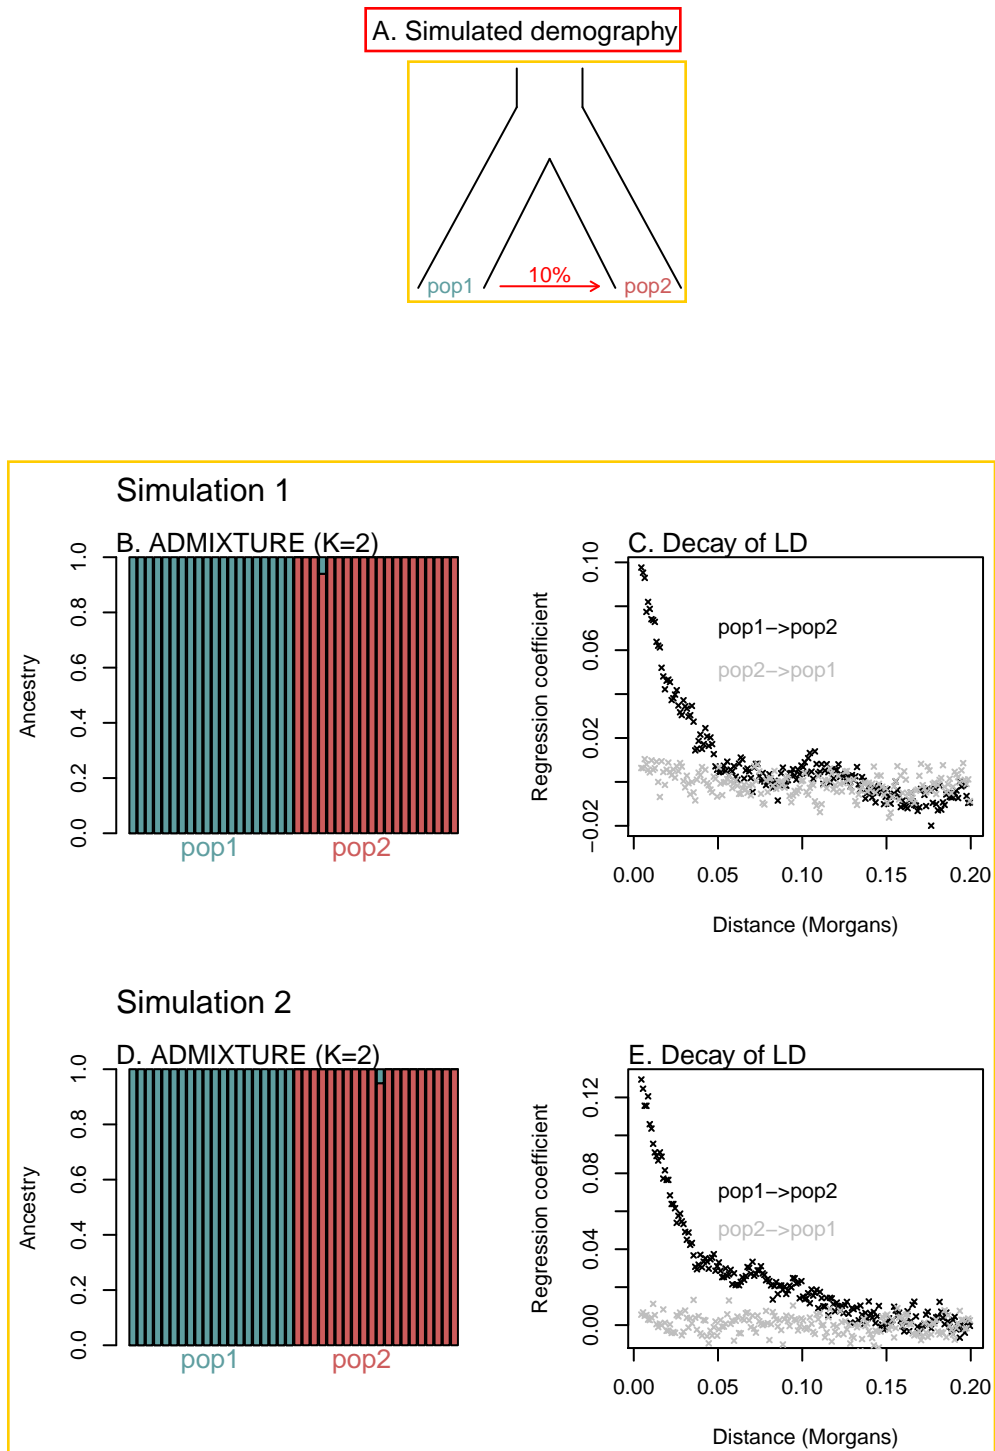 A. Simulated demography
10%
pop1
pop2
Simulation 1
B. ADMIXTURE (K=2)
Ancestry
0.0 0.2 0.4 0.6 0.8 1.0
pop1 pop2
C. Decay of LD
Regression coefficient
−0.02 0.02 0.06 0.10
pop1−>pop2
pop2−>pop1
0.00 0.05 0.10 0.15 0.20
Distance (Morgans)
Simulation 2
D. ADMIXTURE (K=2)
Ancestry
0.0 0.2 0.4 0.6 0.8 1.0
pop1 pop2
E. Decay of LD
Regression coefficient
0.00 0.04 0.08 0.12
pop1−>pop2
pop2−>pop1
0.00 0.05 0.10 0.15 0.20
Distance (Morgans)